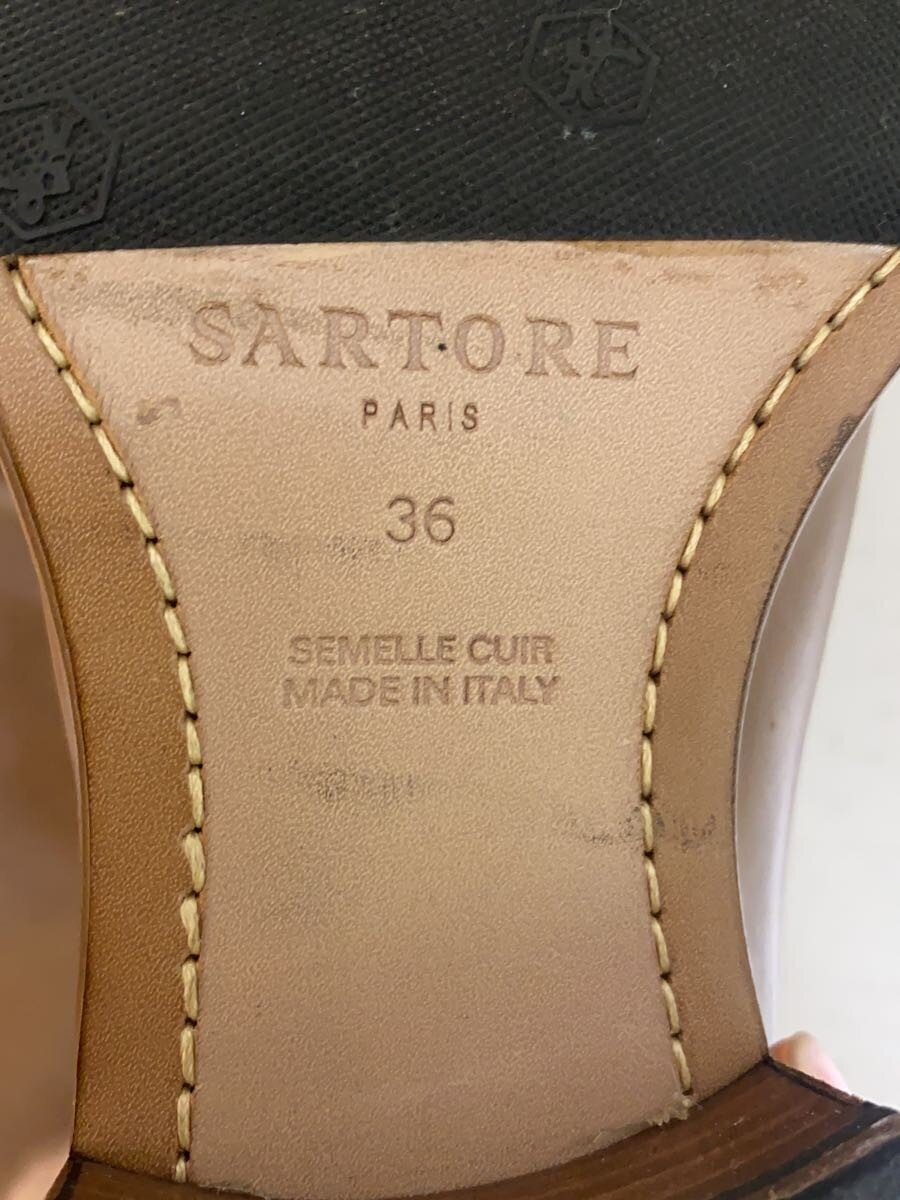 SARTORE
PARIS
36
SEMELLE CUIR
MADE IN ITALY